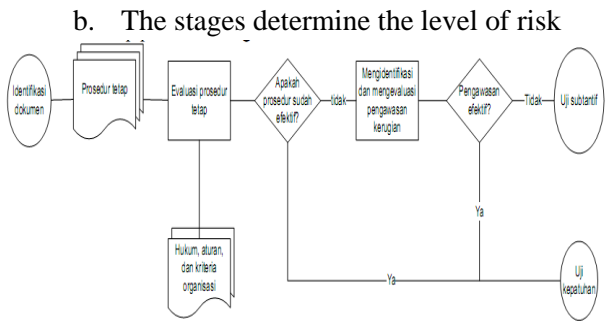 b. The stages determine the level of risk
Identifikasi
dokumen
Prosedur tetap
Evaluasi prosedur
tetap
Apakah
prosedur sudah
efektif?
tidak
Mengidentifikasi
dan mengevaluasi
pengawasan
kerugian
Pengawasan
efektif?
Tidak
Uji subtantif
Hukum, aturan,
dan kriteria
organisasi
Ya
Ya
Uji
kepatuhan